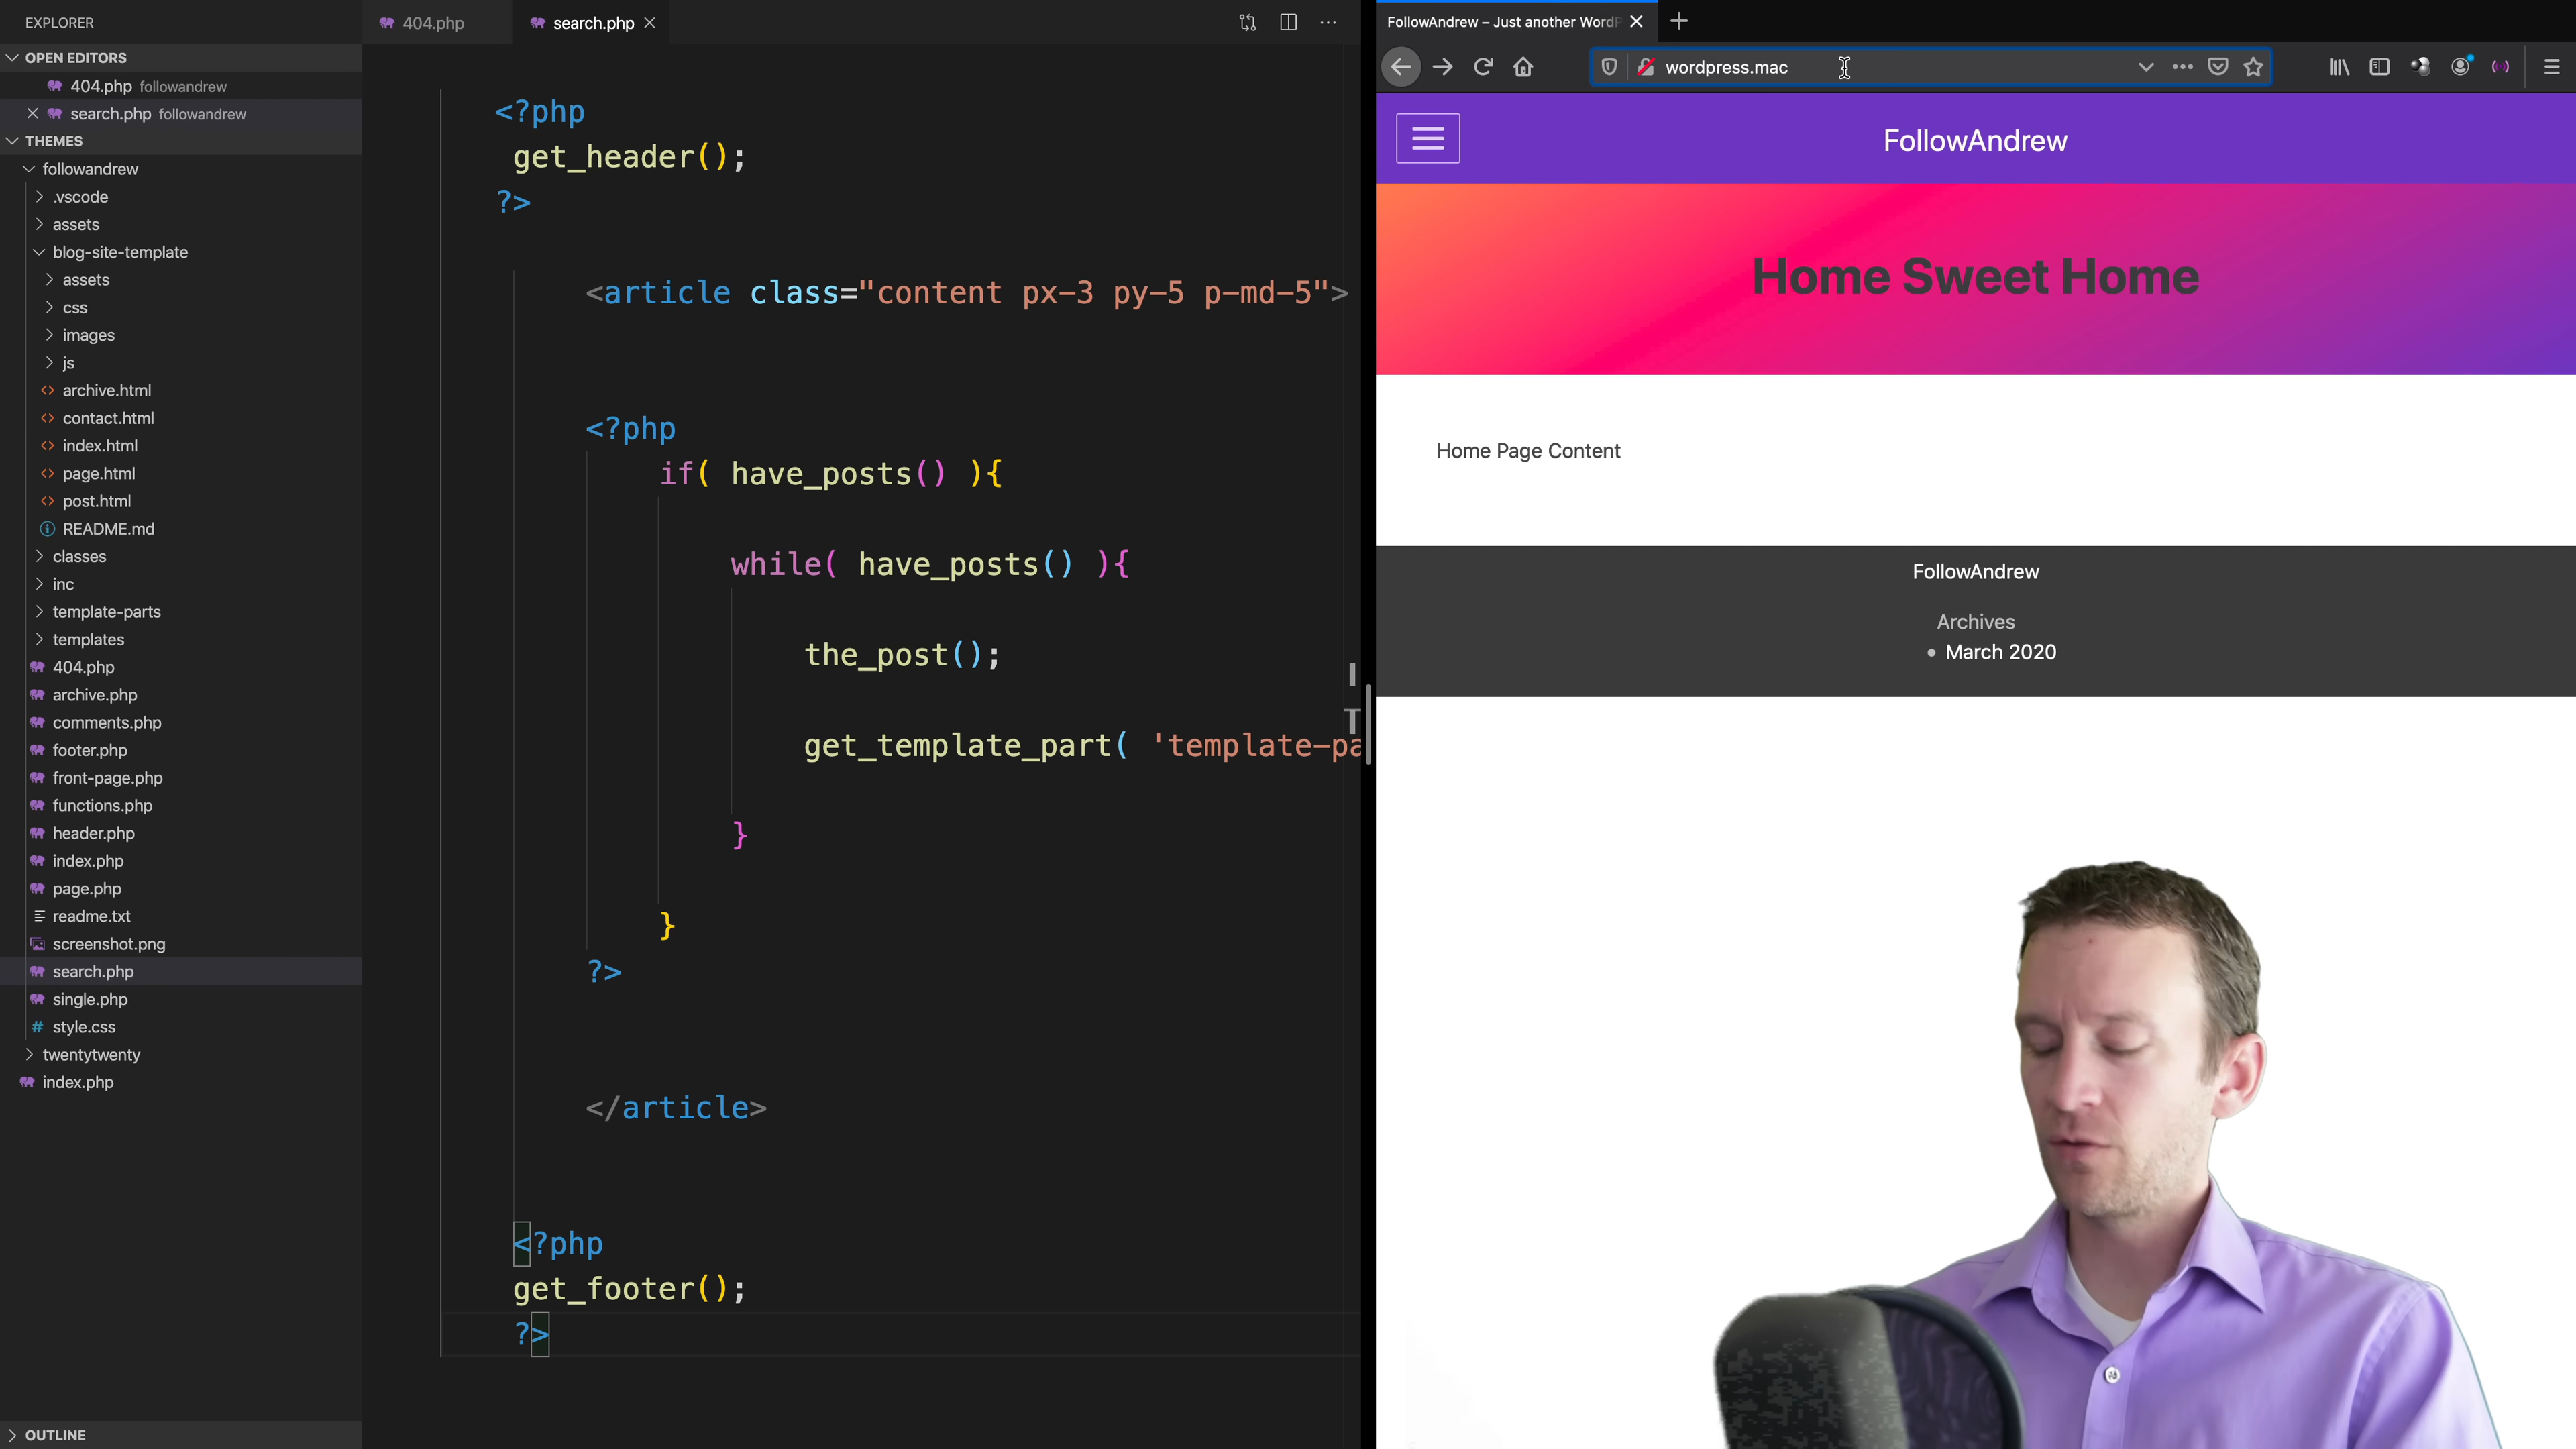 EXPLORER
OPEN EDITORS
404.php followandrew
search.php followandrew
THEMES
followandrew
.vscode
assets
blog-site-template
assets
css
images
js
archive.html
contact.html
index.html
page.html
post.html
README.md
classes
inc
template-parts
templates
404.php
archive.php
comments.php
footer.php
front-page.php
functions.php
header.php
index.php
page.php
readme.txt
screenshot.png
search.php
single.php
style.css
twentytwenty
index.php
OUTLINE
404.php
search.php
<?php
get_header();
?>
<article class="content px-3 py-5 p-md-5">
<?php
if( have_posts() ){
while( have_posts() ){
the_post();
get_template_part( 'template-pa
}
}
?>
</article>
<?php
get_footer();
?>
FollowAndrew – Just another WordP
wordpress.mac
FollowAndrew
Home Sweet Home
Home Page Content
FollowAndrew
Archives
March 2020